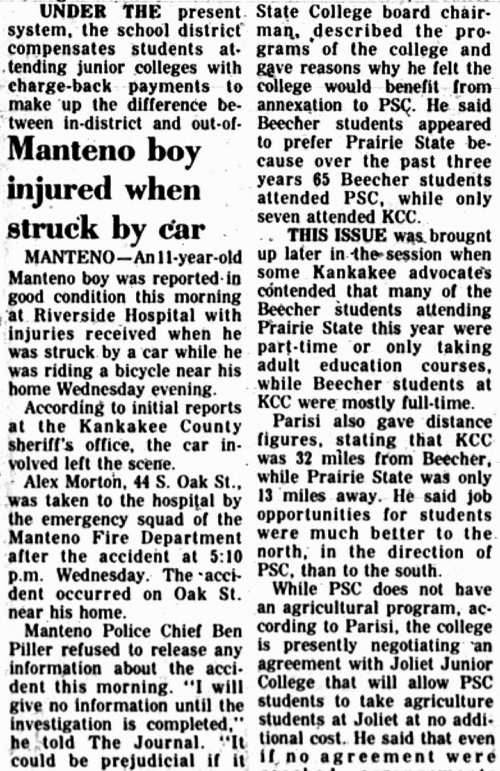 UNDER THE present
system, the school district
compensates students at-
tending junior colleges with
charge-back payments to
make up the difference be-
tween in-district and out-of-
Manteno boy
injured when
struck by car
MANTENO—An 11-year-old
Manteno boy was reported in
good condition this morning
at Riverside Hospital with
injuries received when he
was struck by a car while he
was riding a bicycle near his
home Wednesday evening.
According to initial reports
at the Kankakee County
sheriff's office, the car in-
volved left the scene.
Alex Morton, 44 S. Oak St.,
was taken to the hospital by
the emergency squad of the
Manteno Fire Department
after the accident at 5:10
p.m. Wednesday. The acci-
dent occurred on Oak St.
near his home.
Manteno Police Chief Ben
Piller refused to release any
information about the acci-
dent this morning. "I will
give no information until the
investigation is completed,"
he told The Journal. "It
could be prejudicial if it
State College board chair-
man, described the pro-
grams of the college and
gave reasons why he felt the
college would benefit from
annexation to PSC. He said
Beecher students appeared
to prefer Prairie State be-
cause over the past three
years 65 Beecher students
attended PSC, while only
seven attended KCC.
THIS ISSUE was brought
up later in the session when
some Kankakee advocates
contended that many of the
Beecher students attending
Prairie State this year were
part-time or only taking
adult education courses,
while Beecher students at
KCC were mostly full-time.
Parisi also gave distance
figures, stating that KCC
was 32 miles from Beecher,
while Prairie State was only
13 miles away. He said job
opportunities for students
were much better to the
north, in the direction of
PSC, than to the south.
While PSC does not have
an agricultural program, ac-
cording to Parisi, the college
is presently negotiating an
agreement with Joliet Junior
College that will allow PSC
students to take agriculture
students at Joliet at no addi-
tional cost. He said that even
if no agreement were